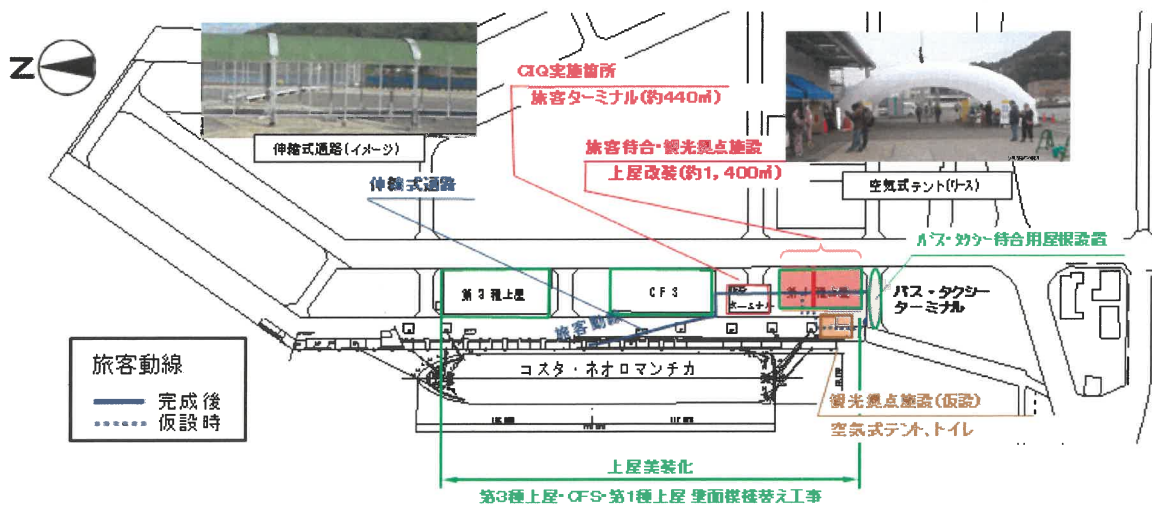 N
CIQ実施箇所
旅客ターミナル(約440㎡)
旅客待合・観光拠点施設
上屋改装(約1,400㎡)
伸縮式通路(イメージ)
空気式テント(リース)
伸縮式通路
バス・タクシー待合用屋根設置
第3種上屋
CFS
ターミナル
バス・タクシー
ターミナル
旅客動線
コスタ・ネオロマンチカ
旅客動線
完成後
仮設時
観光拠点施設(仮設)
空気式テント、トイレ
上屋美装化
第3種上屋・CFS・第1種上屋 壁面模様替え工事